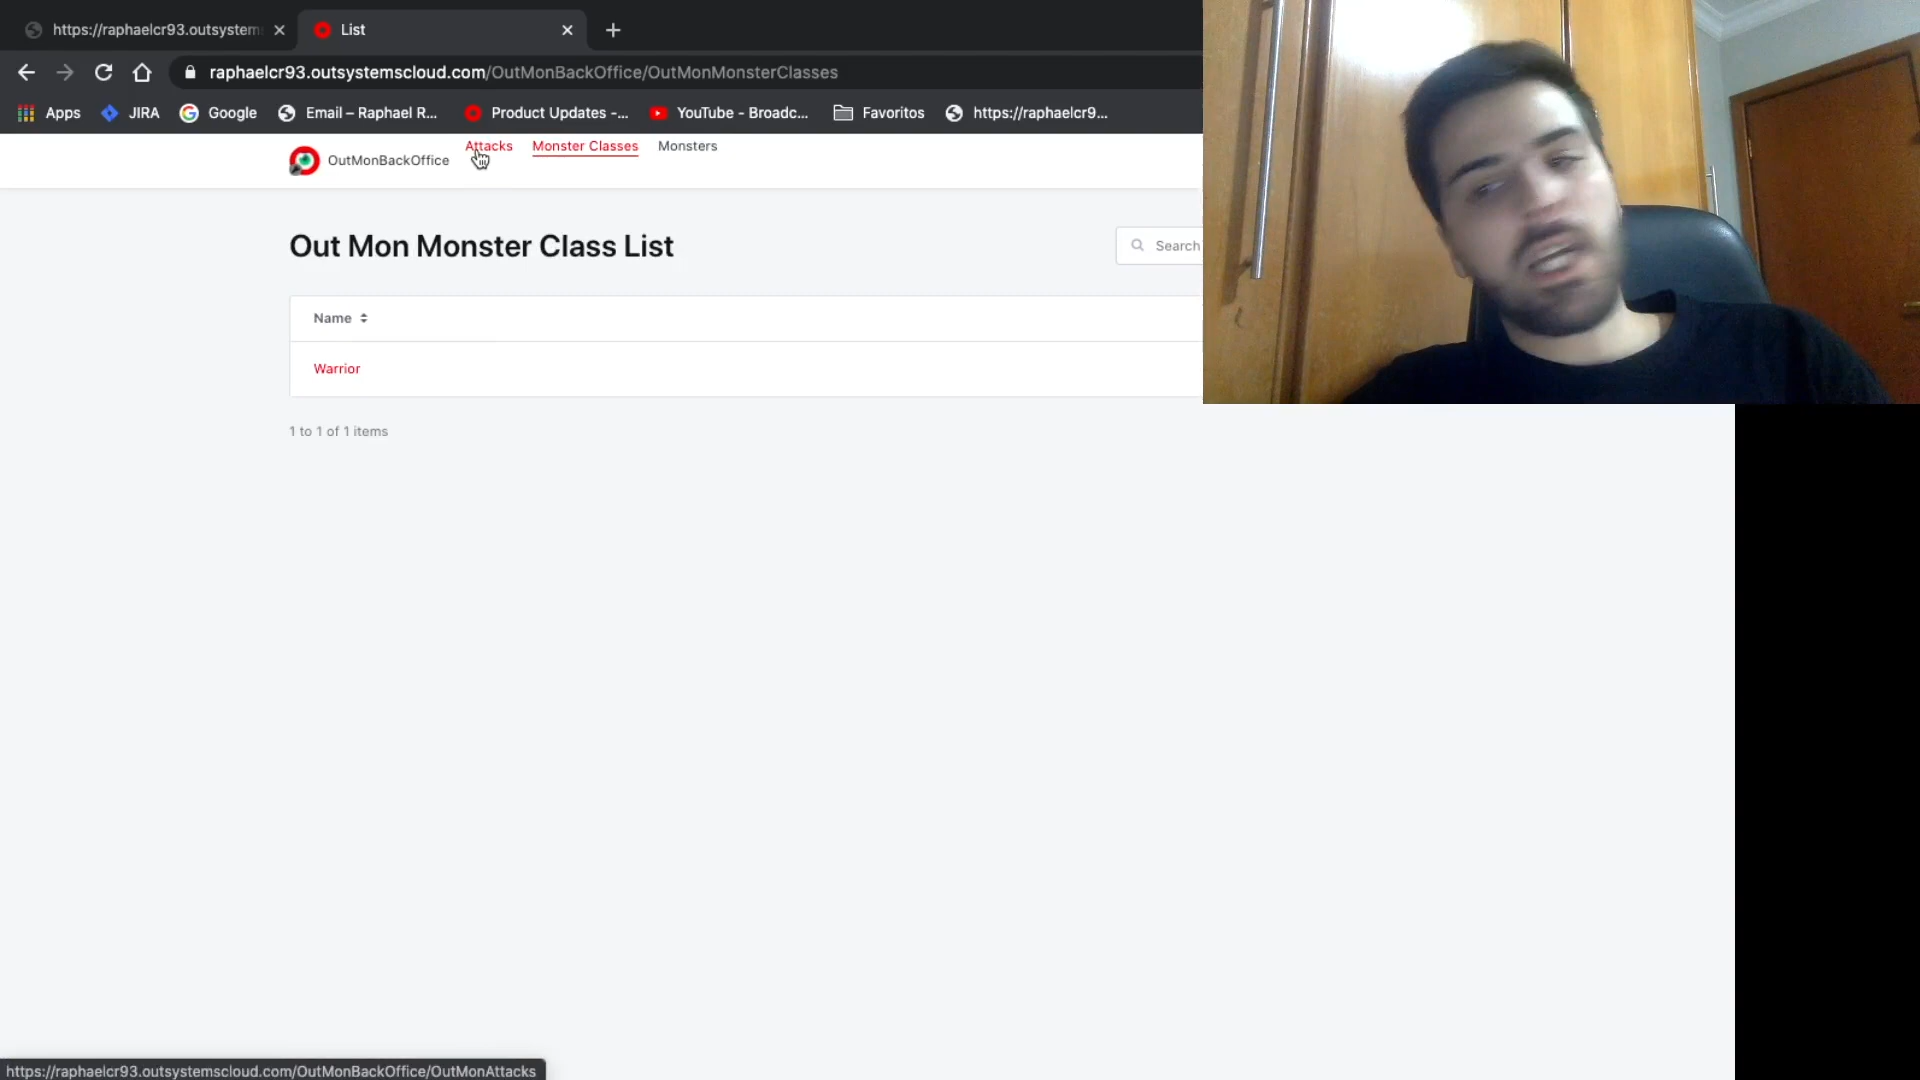 https://raphaelcr93.outsystem
List
raphaelcr93.outsystemscloud.com/OutMonBackOffice/OutMonMonsterClasses
Apps JIRA Google Email – Raphael R... Product Updates -... YouTube - Broadc... Favoritos https://raphaelcr9...
OutMonBackOffice Attacks Monster Classes Monsters
Out Mon Monster Class List
Search
Name
Warrior
1 to 1 of 1 items
https://raphaelcr93.outsystemscloud.com/OutMonBackOffice/OutMonAttacks